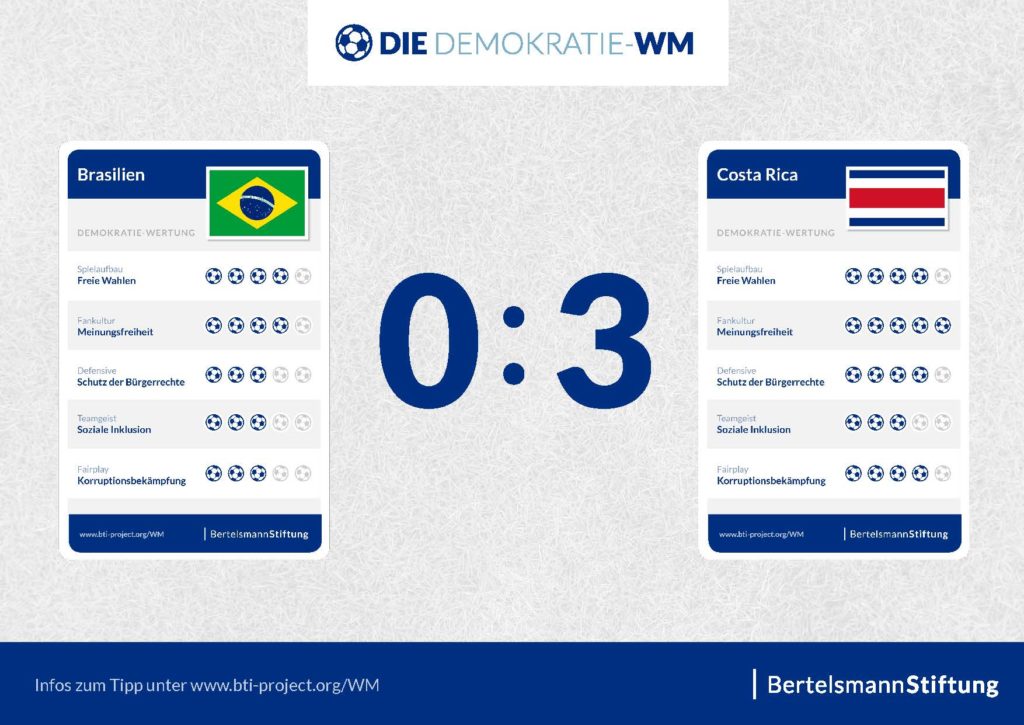 DIE DEMOKRATIE-WM
Brasilien
DEMOKRATIE-WERTUNG
Spielaufbau
Freie Wahlen
Fankultur
Meinungsfreiheit
Defensive
Schutz der Bürgerrechte
Teamgeist
Soziale Inklusion
Fairplay
Korruptionsbekämpfung
www.bti-project.org/WM
BertelsmannStiftung
0:3
Costa Rica
DEMOKRATIE-WERTUNG
Spielaufbau
Freie Wahlen
Fankultur
Meinungsfreiheit
Defensive
Schutz der Bürgerrechte
Teamgeist
Soziale Inklusion
Fairplay
Korruptionsbekämpfung
www.bti-project.org/WM
BertelsmannStiftung
Infos zum Tipp unter www.bti-project.org/WM
BertelsmannStiftung